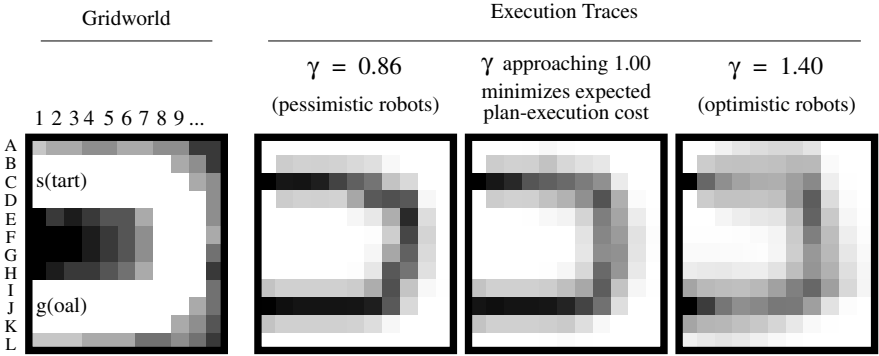 Gridworld
Execution Traces
γ = 0.86
(pessimistic robots)
γ approaching 1.00
minimizes expected
plan-execution cost
γ = 1.40
(optimistic robots)
1 2 3 4 5 6 7 8 9 ...
A
B
C
s(tart)
D
E
F
G
H
I
J
g(oal)
K
L